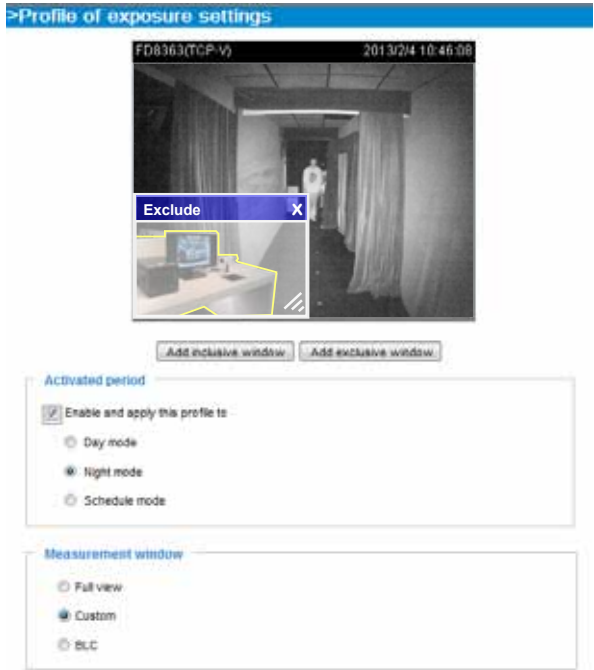 >Profile of exposure settings
FD8363(TCP-V) 2013/2/4 10:46:08
Exclude X
Add inclusive window Add exclusive window
Activated period
Enable and apply this profile to
Day mode
Night mode
Schedule mode
Measurement window
Full view
Custom
BLC